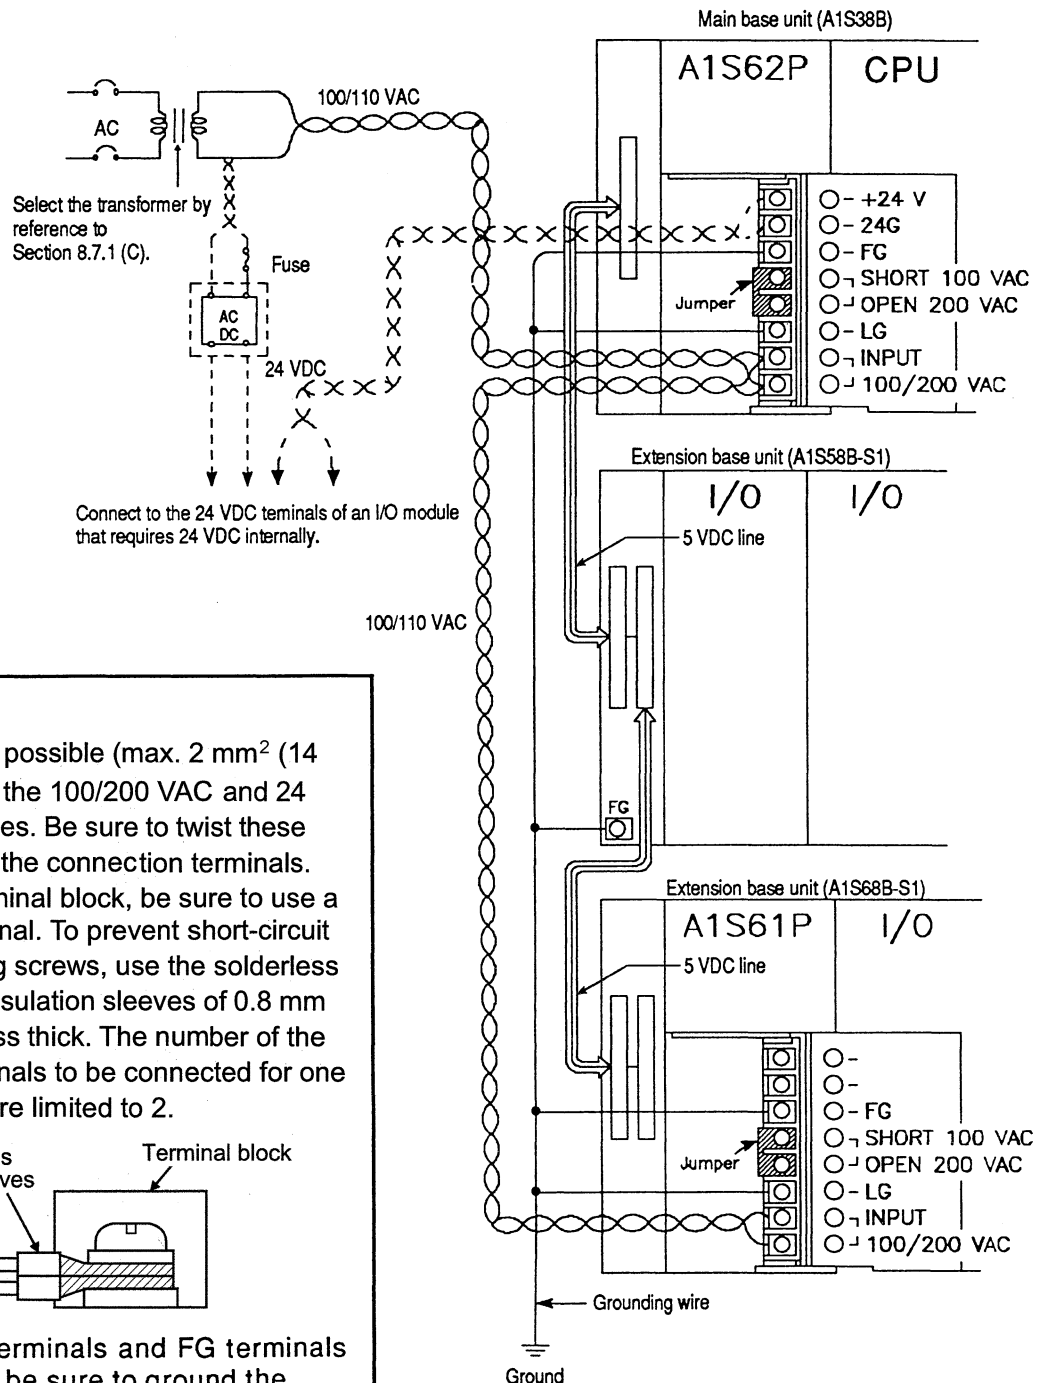 Main base unit (A1S38B)
A1S62P
CPU
100/110 VAC
AC
Select the transformer by
reference to
Section 8.7.1 (C).
Fuse
AC
DC
24 VDC
+24 V
24G
FG
SHORT 100 VAC
Jumper
OPEN 200 VAC
LG
INPUT
100/200 VAC
Connect to the 24 VDC teminals of an I/O module
that requires 24 VDC internally.
Extension base unit (A1S58B-S1)
I/O
I/O
5 VDC line
100/110 VAC
FG
Extension base unit (A1S68B-S1)
A1S61P
I/O
5 VDC line
FG
SHORT 100 VAC
Jumper
OPEN 200 VAC
LG
INPUT
100/200 VAC
Grounding wire
Ground
possible (max. 2 mm² (14
the 100/200 VAC and 24
es. Be sure to twist these
the connection terminals.
minal block, be sure to use a
nal. To prevent short-circuit
g screws, use the solderless
sulation sleeves of 0.8 mm
ss thick. The number of the
nals to be connected for one
re limited to 2.
s
ves
Terminal block
erminals and FG terminals
be sure to ground the